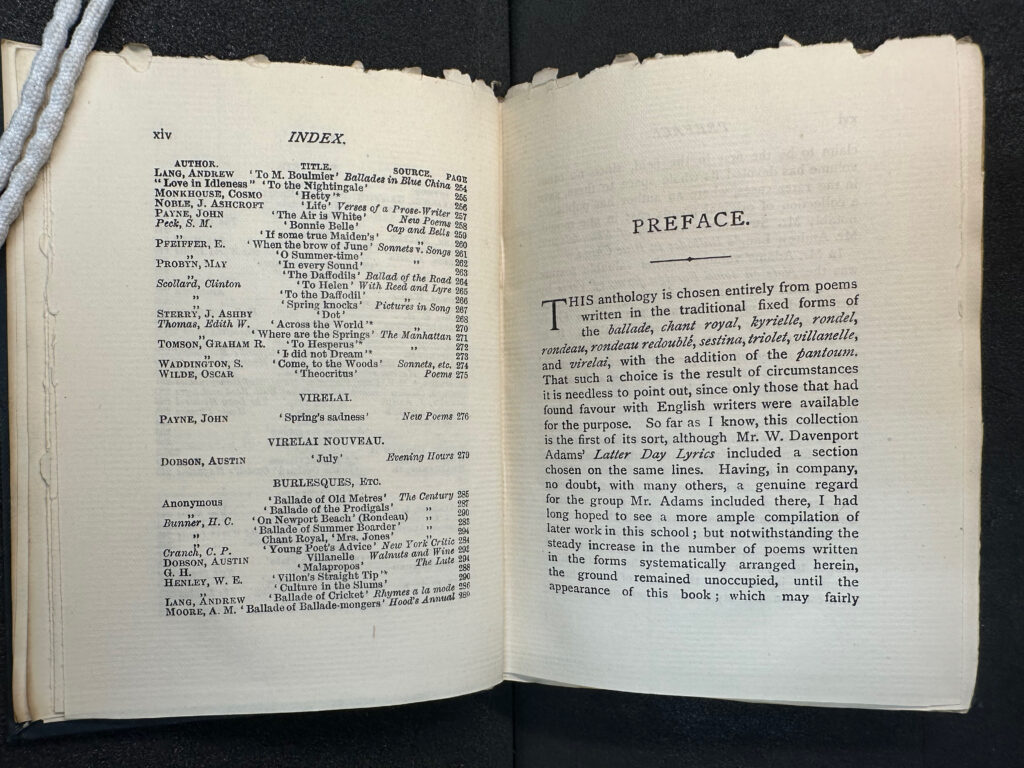 xiv INDEX.
AUTHOR. TITLE. SOURCE. PAGE
LANG, ANDREW 'To M. Boulmier' Ballades in Blue China 254
"Love in Idleness" 'To the Nightingale' 255
MONKHOUSE, COSMO 'Hetty'* 256
NOBLE, J. ASHCROFT 'Life' Verses of a Prose-Writer 257
PAYNE, JOHN 'The Air is White' New Poems 258
Peck, S. M. 'Bonnie Belle' Cap and Bells 259
„ 'If some true Maiden's' „ 260
PFEIFFER, E. 'When the brow of June' Sonnets v. Songs 261
„ 'O Summer-time' „ 262
PROBYN, MAY 'In every Sound' 263
„ 'The Daffodils' Ballad of the Road 264
Scollard, Clinton 'To Helen' With Reed and Lyre 265
„ 'To the Daffodil' „ 266
'Spring knocks' Pictures in Song 267
STERRY, J. ASHBY 'Dot' 268
Thomas, Edith W. 'Across the World'* „ 270
„ 'Where are the Springs' The Manhattan 271
TOMSON, GRAHAM R. 'To Hesperus'* „ 272
„ 'I did not Dream'* 273
WADDINGTON, S. 'Come, to the Woods' Sonnets, etc. 274
WILDE, OSCAR 'Theocritus' Poems 275
VIRELAI.
PAYNE, JOHN 'Spring's sadness' New Poems 276
VIRELAI NOUVEAU.
DOBSON, AUSTIN 'July' Evening Hours 279
BURLESQUES, ETC.
Anonymous 'Ballade of Old Metres' The Century 285
„ 'Ballade of the Prodigals' „ 287
Bunner, H. C. 'On Newport Beach' (Rondeau) „ 290
„ 'Ballade of Summer Boarder' „ 283
„ Chant Royal, 'Mrs. Jones' „ 294
Cranch, C. P. 'Young Poet's Advice' New York Critic 284
DOBSON, AUSTIN Villanelle Walnuts and Wine 293
G. H. 'Malapropos' The Lute 294
HENLEY, W. E. 'Villon's Straight Tip'* 288
„ 'Culture in the Slums' 290
LANG, ANDREW 'Ballade of Cricket' Rhymes a la mode 286
MOORE, A. M. 'Ballade of Ballade-mongers' Hood's Annual 289
PREFACE.
THIS anthology is chosen entirely from poems
written in the traditional fixed forms of
the ballade, chant royal, kyrielle, rondel,
rondeau, rondeau redoublé, sestina, triolet, villanelle,
and virelai, with the addition of the pantoum.
That such a choice is the result of circumstances
it is needless to point out, since only those that had
found favour with English writers were available
for the purpose. So far as I know, this collection
is the first of its sort, although Mr. W. Davenport
Adams' Latter Day Lyrics included a section
chosen on the same lines. Having, in company,
no doubt, with many others, a genuine regard
for the group Mr. Adams included there, I had
long hoped to see a more ample compilation of
later work in this school ; but notwithstanding the
steady increase in the number of poems written
in the forms systematically arranged herein,
the ground remained unoccupied, until the
appearance of this book ; which may fairly